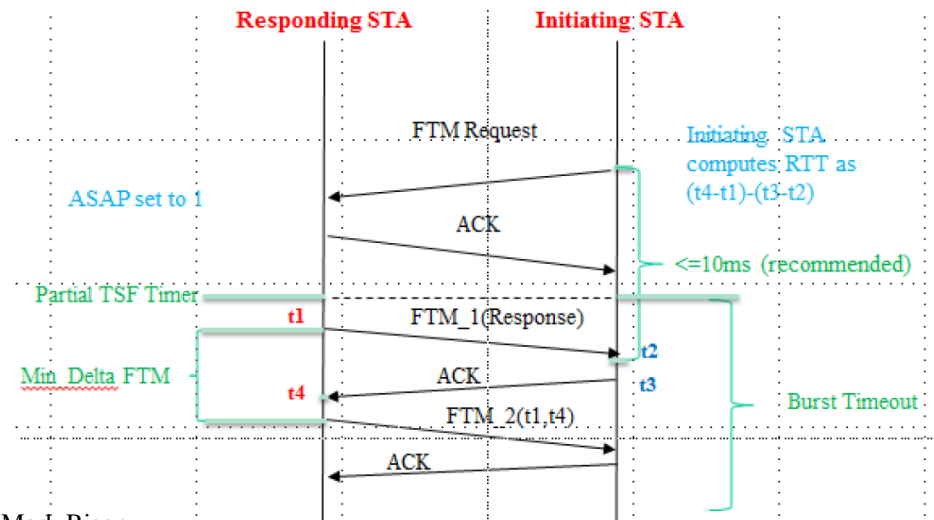 Responding STA
Initiating STA
FTM Request
Initiating STA
computes RTT as
(t4-t1)-(t3-t2)
ASAP set to 1
ACK
<=10ms (recommended)
Partial TSF Timer
t1
FTM_1(Response)
t2
Min Delta FTM
ACK
t3
t4
Burst Timeout
FTM_2(t1,t4)
ACK